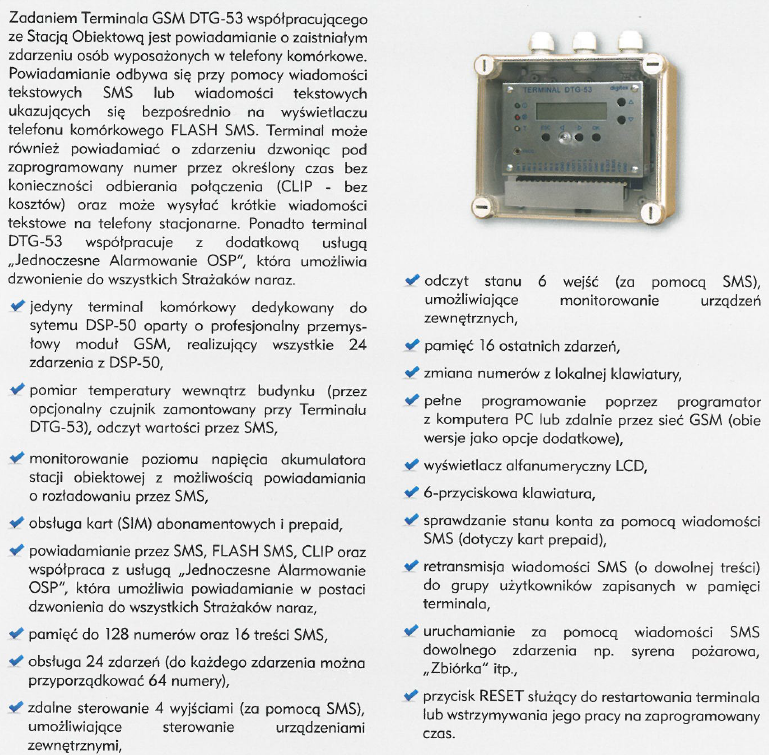 Zadaniem Terminala GSM DTG-53 współpracującego
ze Stacją Obiektową jest powiadamianie o zaistniałym
zdarzeniu osób wyposażonych w telefony komórkowe.
Powiadamianie odbywa się przy pomocy wiadomości
tekstowych SMS lub wiadomości tekstowych
ukazujących się bezpośrednio na wyświetlaczu
telefonu komórkowego FLASH SMS. Terminal może
również powiadamiać o zdarzeniu dzwoniąc pod
zaprogramowany numer przez określony czas bez
konieczności odbierania połączenia (CLIP - bez
kosztów) oraz może wysyłać krótkie wiadomości
tekstowe na telefony stacjonarne. Ponadto terminal
DTG-53 współpracuje z dodatkową usługą
„Jednoczesne Alarmowanie OSP", która umożliwia
dzwonienie do wszystkich Strażaków naraz.
jedyny terminal komórkowy dedykowany do
sytemu DSP-50 oparty o profesjonalny przemys-
łowy moduł GSM, realizujący wszystkie 24
zdarzenia z DSP-50,
pomiar temperatury wewnątrz budynku (przez
opcjonalny czujnik zamontowany przy Terminalu
DTG-53), odczyt wartości przez SMS,
monitorowanie poziomu napięcia akumulatora
stacji obiektowej z możliwością powiadamiania
o rozładowaniu przez SMS,
obsługa kart (SIM) abonamentowych i prepaid,
powiadamianie przez SMS, FLASH SMS, CLIP oraz
współpraca z usługą „Jednoczesne Alarmowanie
OSP", która umożliwia powiadamianie w postaci
dzwonienia do wszystkich Strażaków naraz,
pamięć do 128 numerów oraz 16 treści SMS,
obsługa 24 zdarzeń (do każdego zdarzenia można
przyporządkować 64 numery),
zdalne sterowanie 4 wyjściami (za pomocą SMS),
umożliwiające sterowanie urządzeniami
zewnętrznymi,
TERMINAL DTG-53
digitex
ESC
OK
odczyt stanu 6 wejść (za pomocą SMS),
umożliwiające monitorowanie urządzeń
zewnętrznych,
pamięć 16 ostatnich zdarzeń,
zmiana numerów z lokalnej klawiatury,
pełne programowanie poprzez programator
z komputera PC lub zdalnie przez sieć GSM (obie
wersje jako opcje dodatkowe),
wyświetlacz alfanumeryczny LCD,
6-przyciskowa klawiatura,
sprawdzanie stanu konta za pomocą wiadomości
SMS (dotyczy kart prepaid),
retransmisja wiadomości SMS (o dowolnej treści)
do grupy użytkowników zapisanych w pamięci
terminala,
uruchamianie za pomocą wiadomości SMS
dowolnego zdarzenia np. syrena pożarowa,
„Zbiórka" itp.,
przycisk RESET służący do restartowania terminala
lub wstrzymywania jego pracy na zaprogramowany
czas.